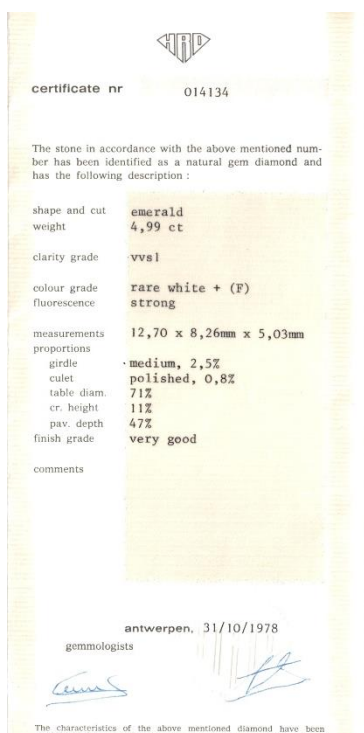 HRD
certificate nr 014134
The stone in accordance with the above mentioned num-
ber has been identified as a natural gem diamond and
has the following description :
shape and cut emerald
weight 4,99 ct
clarity grade vvs1
colour grade rare white + (F)
fluorescence strong
measurements 12,70 x 8,26mm x 5,03mm
proportions
girdle medium, 2,5%
culet polished, 0,8%
table diam. 71%
cr. height 11%
pav. depth 47%
finish grade very good
comments
antwerpen, 31/10/1978
gemmologists
The characteristics of the above mentioned diamond have been